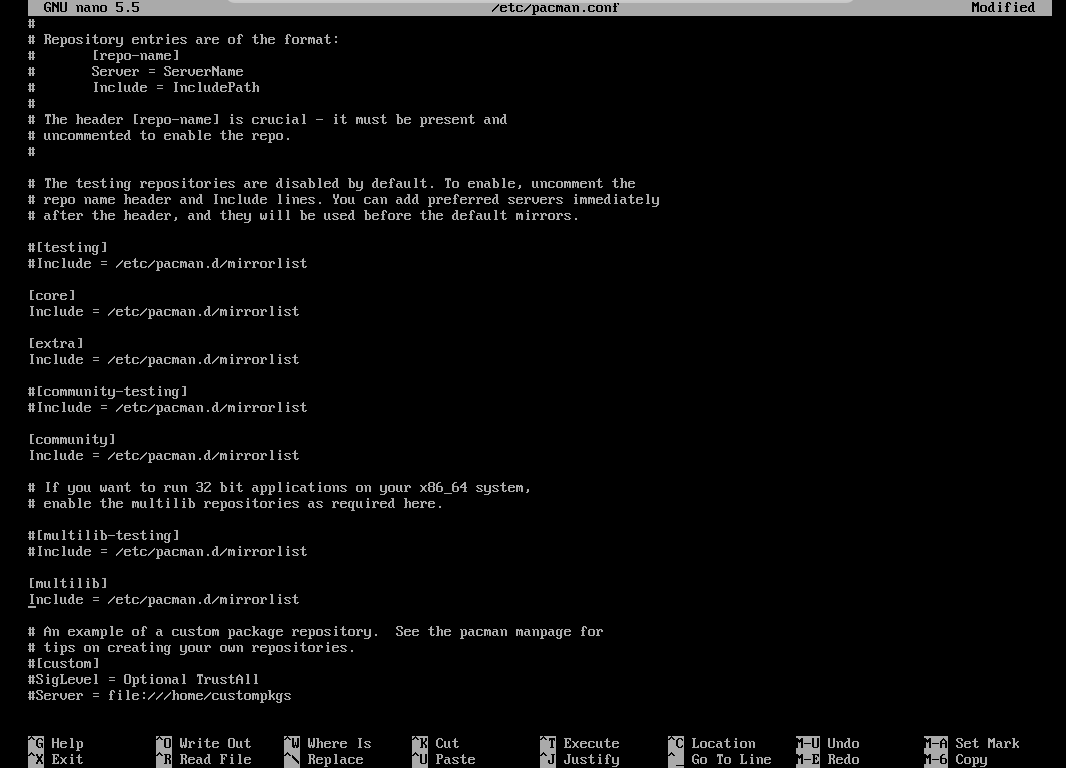 GNU nano 5.5 /etc/pacman.conf Modified
#
# Repository entries are of the format:
#       [repo-name]
#       Server = ServerName
#       Include = IncludePath
#
# The header [repo-name] is crucial - it must be present and
# uncommented to enable the repo.
#
# The testing repositories are disabled by default. To enable, uncomment the
# repo name header and Include lines. You can add preferred servers immediately
# after the header, and they will be used before the default mirrors.
#[testing]
#Include = /etc/pacman.d/mirrorlist
[core]
Include = /etc/pacman.d/mirrorlist
[extra]
Include = /etc/pacman.d/mirrorlist
#[community-testing]
#Include = /etc/pacman.d/mirrorlist
[community]
Include = /etc/pacman.d/mirrorlist
# If you want to run 32 bit applications on your x86_64 system,
# enable the multilib repositories as required here.
#[multilib-testing]
#Include = /etc/pacman.d/mirrorlist
[multilib]
Include = /etc/pacman.d/mirrorlist
# An example of a custom package repository.  See the pacman manpage for
# tips on creating your own repositories.
#[custom]
#SigLevel = Optional TrustAll
#Server = file:///home/custompkgs
^G Help ^O Write Out ^W Where Is ^K Cut ^T Execute ^C Location M-U Undo M-A Set Mark
^X Exit ^R Read File ^\ Replace ^U Paste ^J Justify ^_ Go To Line M-E Redo M-6 Copy